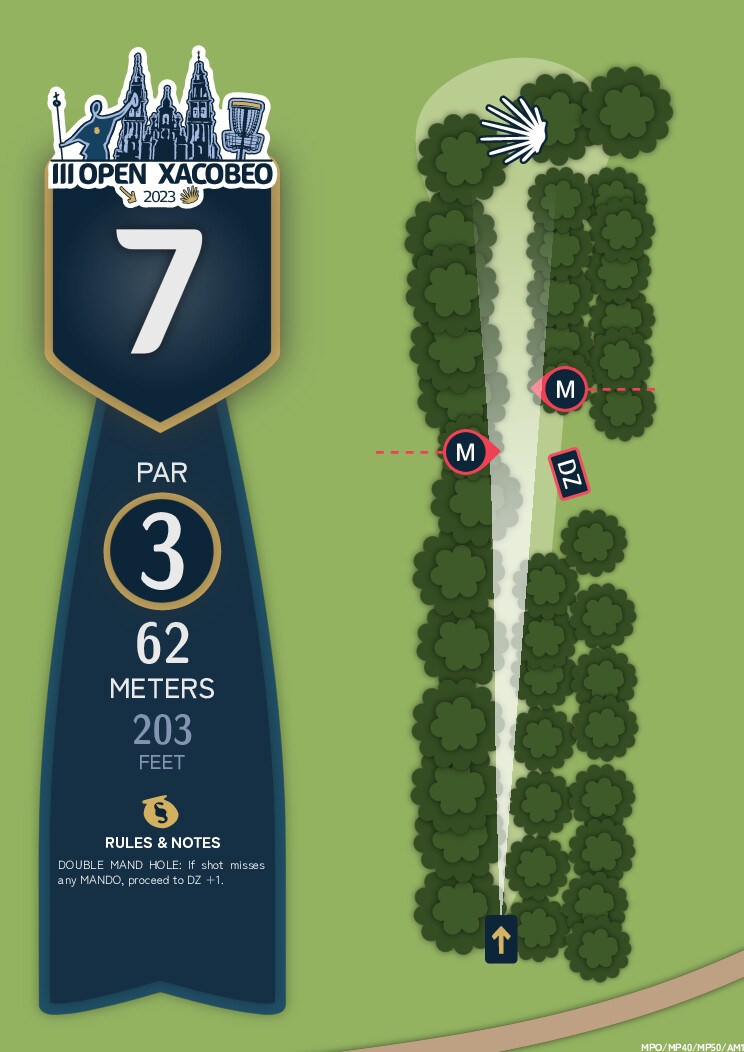 III OPEN XACOBEO
2023
7
PAR
3
62
METERS
203
FEET
RULES & NOTES
DOUBLE MAND HOLE: If shot misses
any MANDO, proceed to DZ +1.
M
M
DZ
MPO/MP40/MP50/AM1